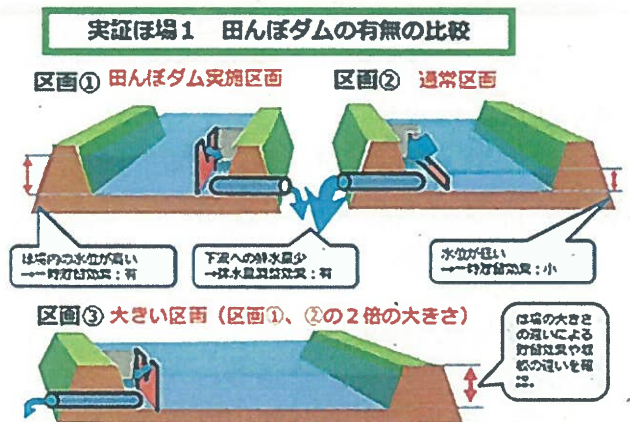 実証ほ場1 田んぼダムの有無の比較
区画① 田んぼダム実施区画
区画② 通常区画
ほ場内の水位が高い
→一時貯留効果:有
下流への排水量少
→排水量調整効果:有
水位が低い
→一時貯留効果:小
区画③ 大きい区画(区画①、②の2倍の大きさ)
ほ場の大きさ
の違いによる
貯留効果や
の違いを確